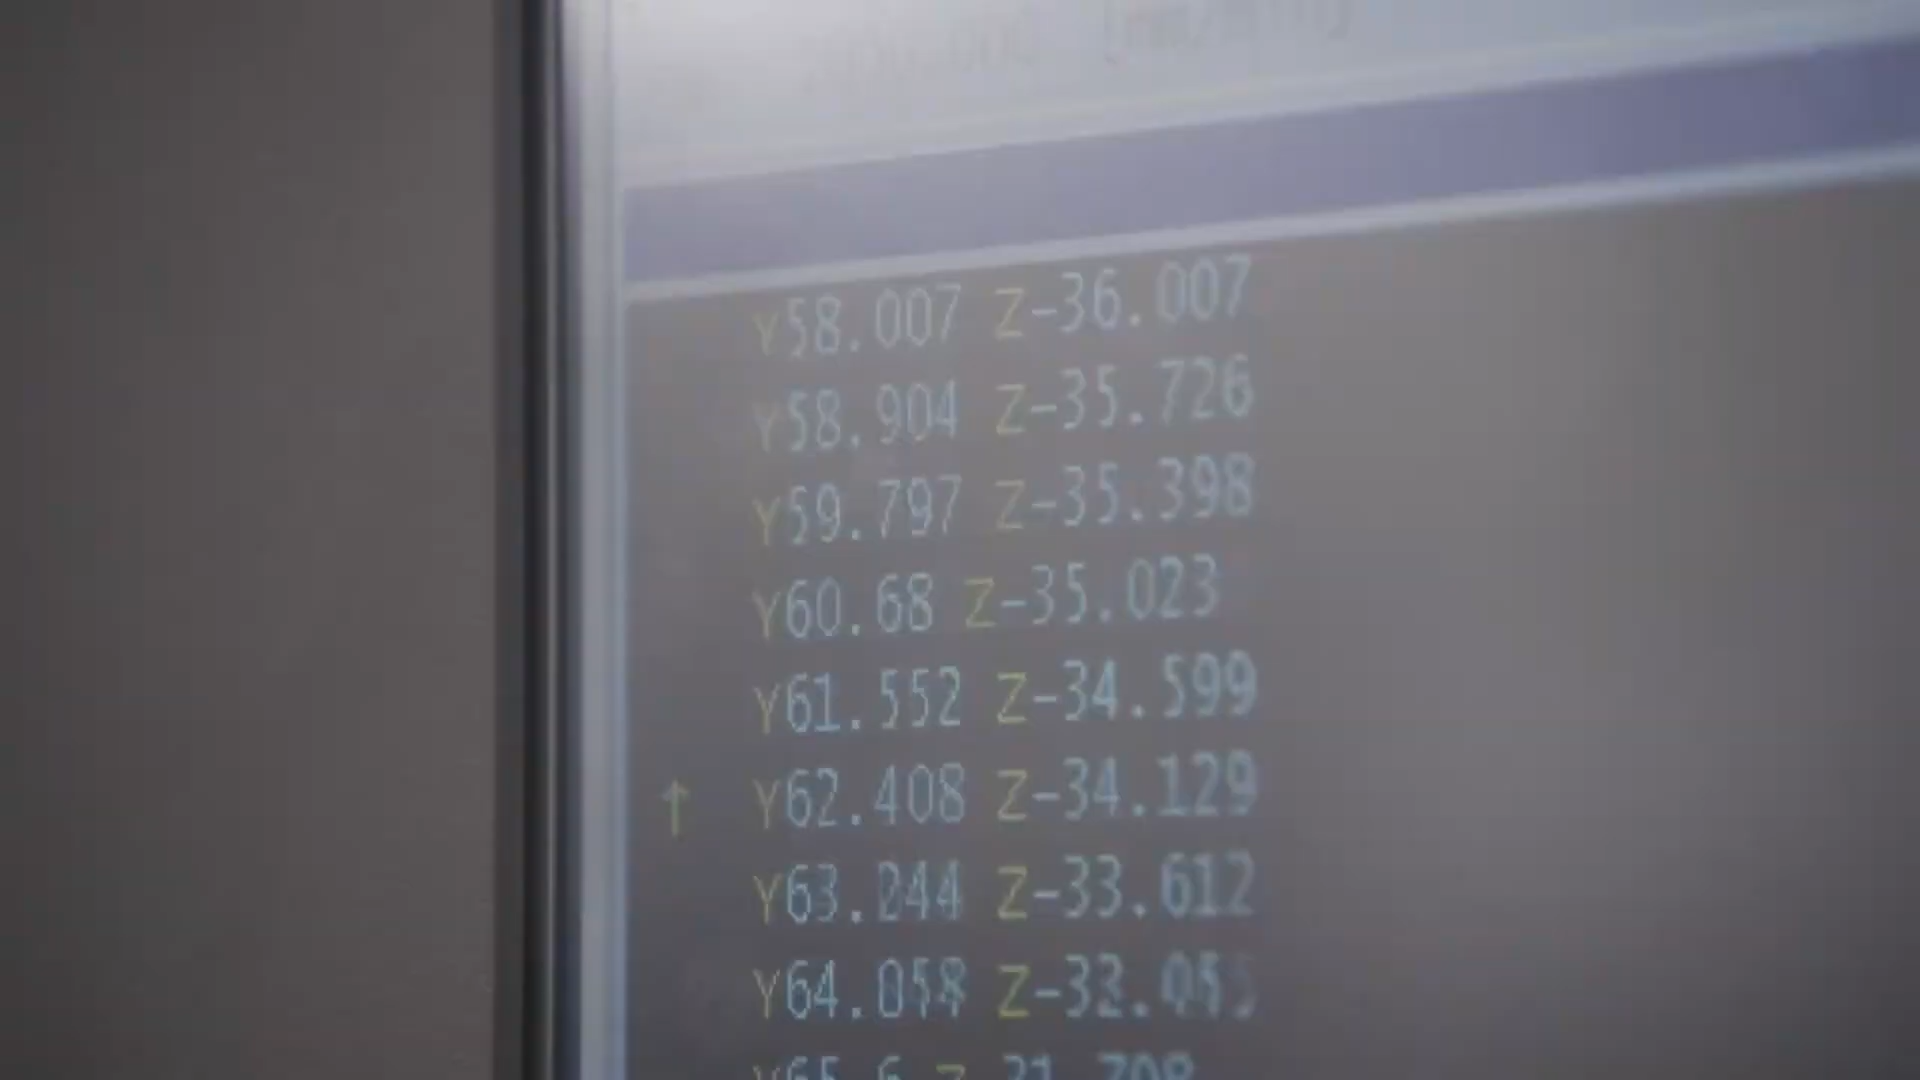 Y58.007 Z-36.007
Y58.904 Z-35.726
Y59.797 Z-35.398
Y60.68 Z-35.023
Y61.552 Z-34.599
↑ Y62.408 Z-34.129
Y63.244 Z-33.612
Y64.058